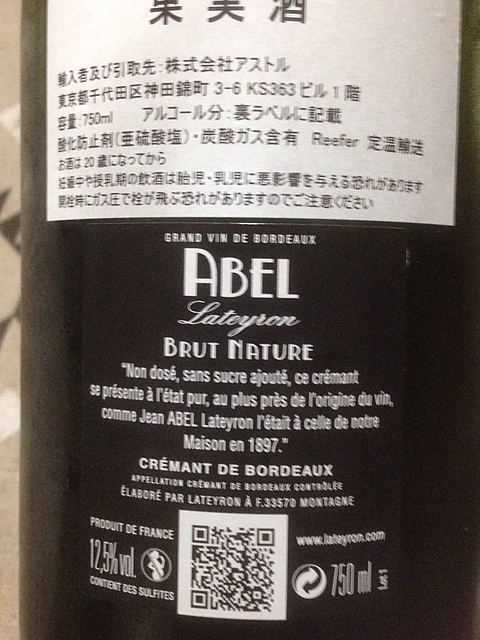 果実酒
輸入者及び引取先:株式会社アストル
東京都千代田区神田錦町 3-6 KS363 ビル 1 階
容量:750ml アルコール分:裏ラベルに記載
酸化防止剤(亜硫酸塩)・炭酸ガス含有 Reefer 定温輸送
お酒は 20 歳になってから
妊娠中や授乳期の飲酒は胎児・乳児に悪影響を与える恐れがあります
開栓時にガス圧で栓が飛ぶ恐れがありますのでご注意ください
GRAND VIN DE BORDEAUX
ABEL
Lateyron
BRUT NATURE
"Non dosé, sans sucre ajouté, ce crémant
se présente à l'état pur, au plus près de l'origine du vin,
comme Jean ABEL Lateyron l'était à celle de notre
Maison en 1897."
CRÉMANT DE BORDEAUX
APPELLATION CRÉMANT DE BORDEAUX CONTRÔLÉE
ÉLABORÉ PAR LATEYRON À F.33570 MONTAGNE
PRODUIT DE FRANCE
12,5% vol.
CONTIENT DES SULFITES
www.lateyron.com
750 ml
Lot 1